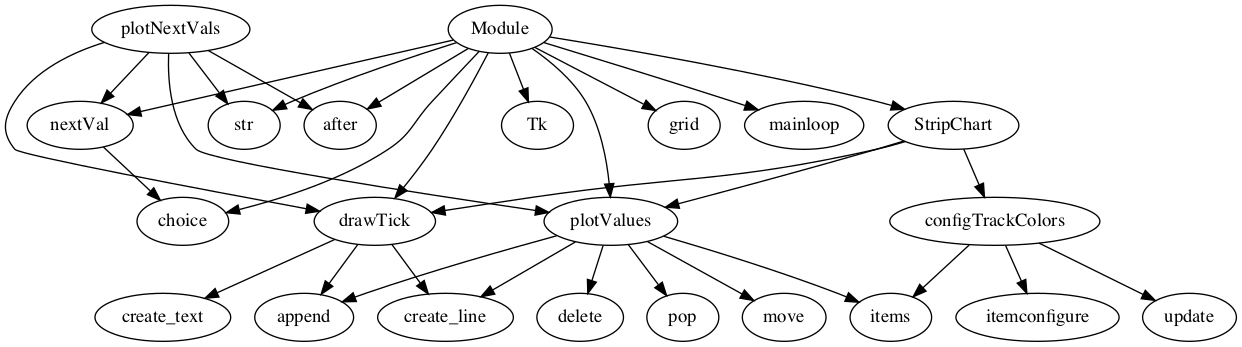 plotNextVals
Module
nextVal
str
after
Tk
grid
mainloop
StripChart
choice
drawTick
plotValues
configTrackColors
create_text
append
create_line
delete
pop
move
items
itemconfigure
update